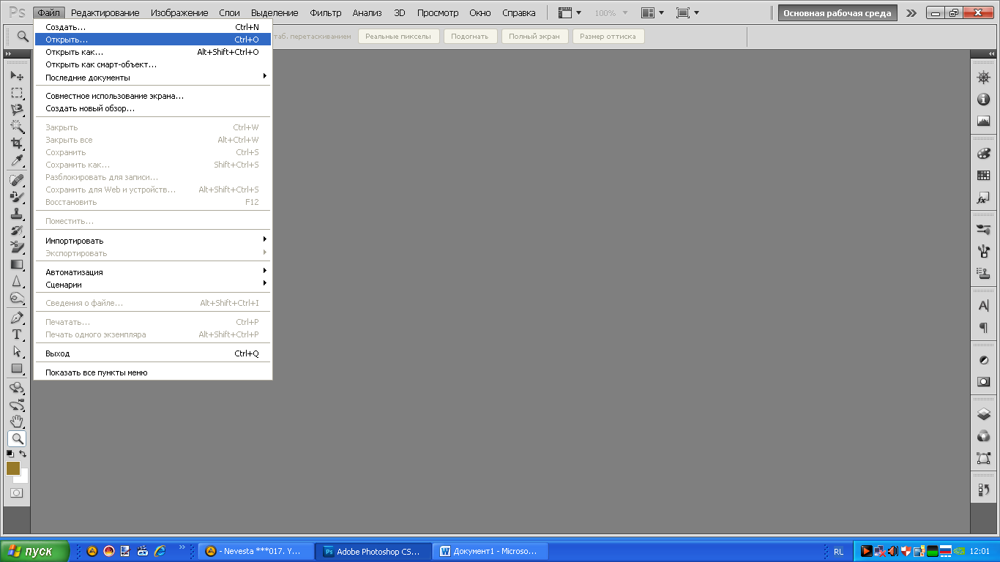 Ps Файл Редактирование Изображение Слои Выделение Фильтр Анализ 3D Просмотр Окно Справка 100% Основная рабочая среда
таб. перетаскиванием Реальные пикселы Подогнать Полный экран Размер оттиска
Создать... Ctrl+N
Открыть... Ctrl+O
Открыть как... Alt+Shift+Ctrl+O
Открыть как смарт-объект...
Последние документы
Совместное использование экрана...
Создать новый обзор...
Закрыть Ctrl+W
Закрыть все Alt+Ctrl+W
Сохранить Ctrl+S
Сохранить как... Shift+Ctrl+S
Разблокировать для записи...
Сохранить для Web и устройств... Alt+Shift+Ctrl+S
Восстановить F12
Поместить...
Импортировать
Экспортировать
Автоматизация
Сценарии
Сведения о файле... Alt+Shift+Ctrl+I
Печатать... Ctrl+P
Печать одного экземпляра Alt+Shift+Ctrl+P
Выход Ctrl+Q
Показать все пункты меню
пуск - Nevesta ***017. Y... Ps Adobe Photoshop CS... Документ1 - Microso... RL 12:01